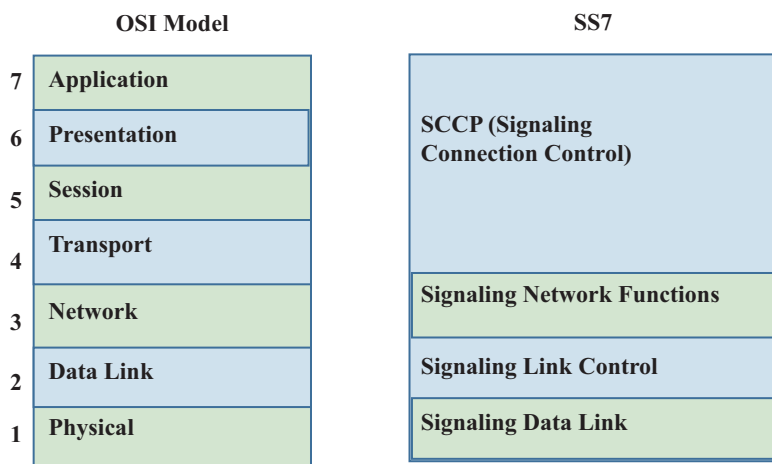 OSI Model
7 Application
6 Presentation
5 Session
4 Transport
3 Network
2 Data Link
1 Physical
SS7
SCCP (Signaling
Connection Control)
Signaling Network Functions
Signaling Link Control
Signaling Data Link